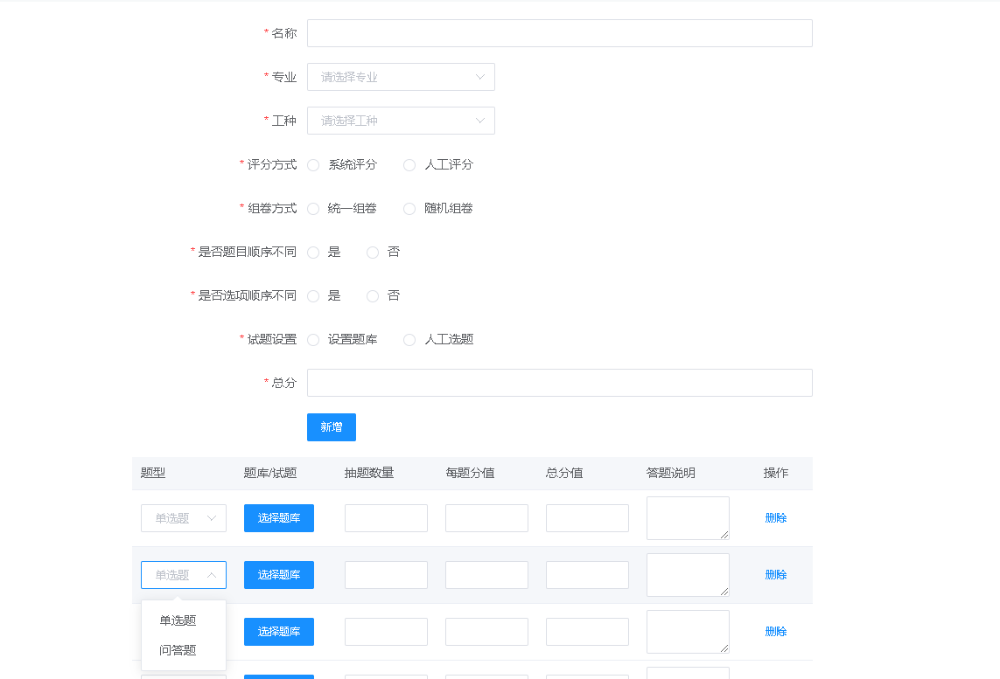 * 名称
* 专业 请选择专业
* 工种 请选择工种
* 评分方式 系统评分 人工评分
* 组卷方式 统一组卷 随机组卷
* 是否题目顺序不同 是 否
* 是否选项顺序不同 是 否
* 试题设置 设置题库 人工选题
* 总分
新增
题型 题库/试题 抽题数量 每题分值 总分值 答题说明 操作
单选题 选择题库 删除
单选题 选择题库 删除
单选题
选择题库 删除
问答题